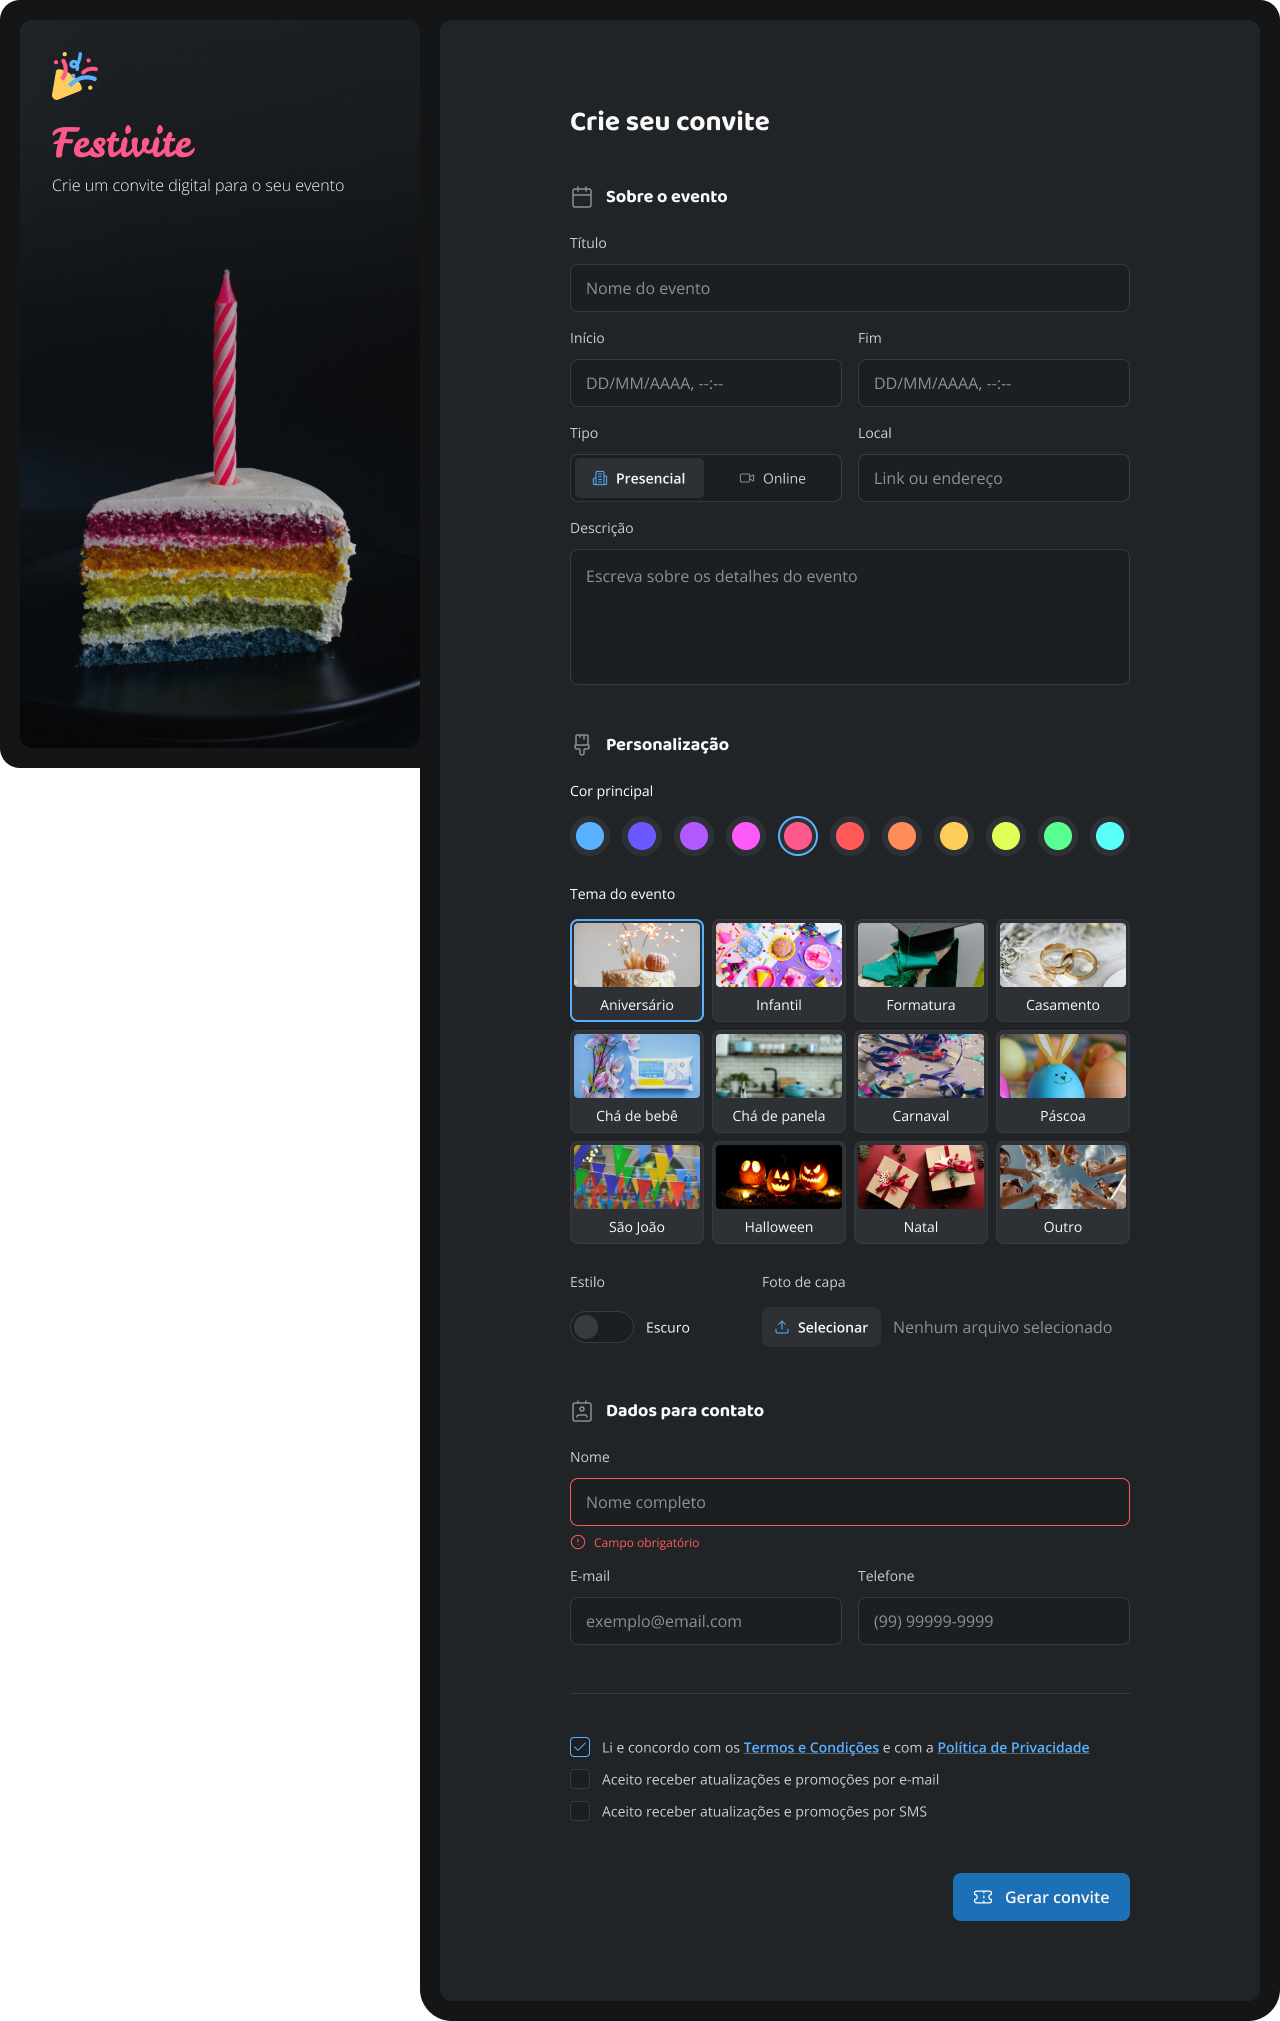 Festivite
Crie um convite digital para o seu evento
Crie seu convite
Sobre o evento
Título
Nome do evento
Início
Fim
DD/MM/AAAA, --:--
DD/MM/AAAA, --:--
Tipo
Local
Presencial
Online
Link ou endereço
Descrição
Escreva sobre os detalhes do evento
Personalização
Cor principal
Tema do evento
Aniversário
Infantil
Formatura
Casamento
Chá de bebê
Chá de panela
Carnaval
Páscoa
São João
Halloween
Natal
Outro
Estilo
Foto de capa
Escuro
Selecionar
Nenhum arquivo selecionado
Dados para contato
Nome
Nome completo
Campo obrigatório
E-mail
Telefone
exemplo@email.com
(99) 99999-9999
Li e concordo com os Termos e Condições e com a Política de Privacidade
Aceito receber atualizações e promoções por e-mail
Aceito receber atualizações e promoções por SMS
Gerar convite